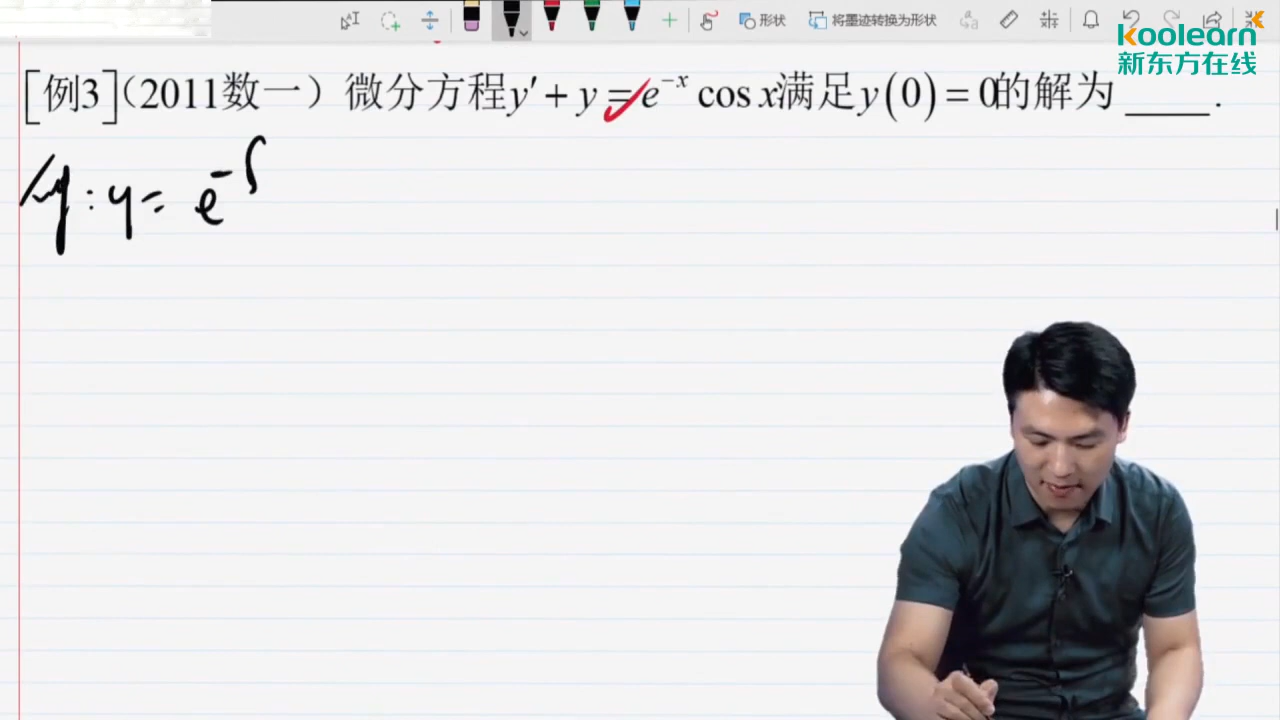 形状 将墨迹转换为形状
koolearn
新东方在线
[例3](2011数一) 微分方程y′+y=e⁻ˣ cos x满足y(0)=0的解为 ____.
: y = e^-∫